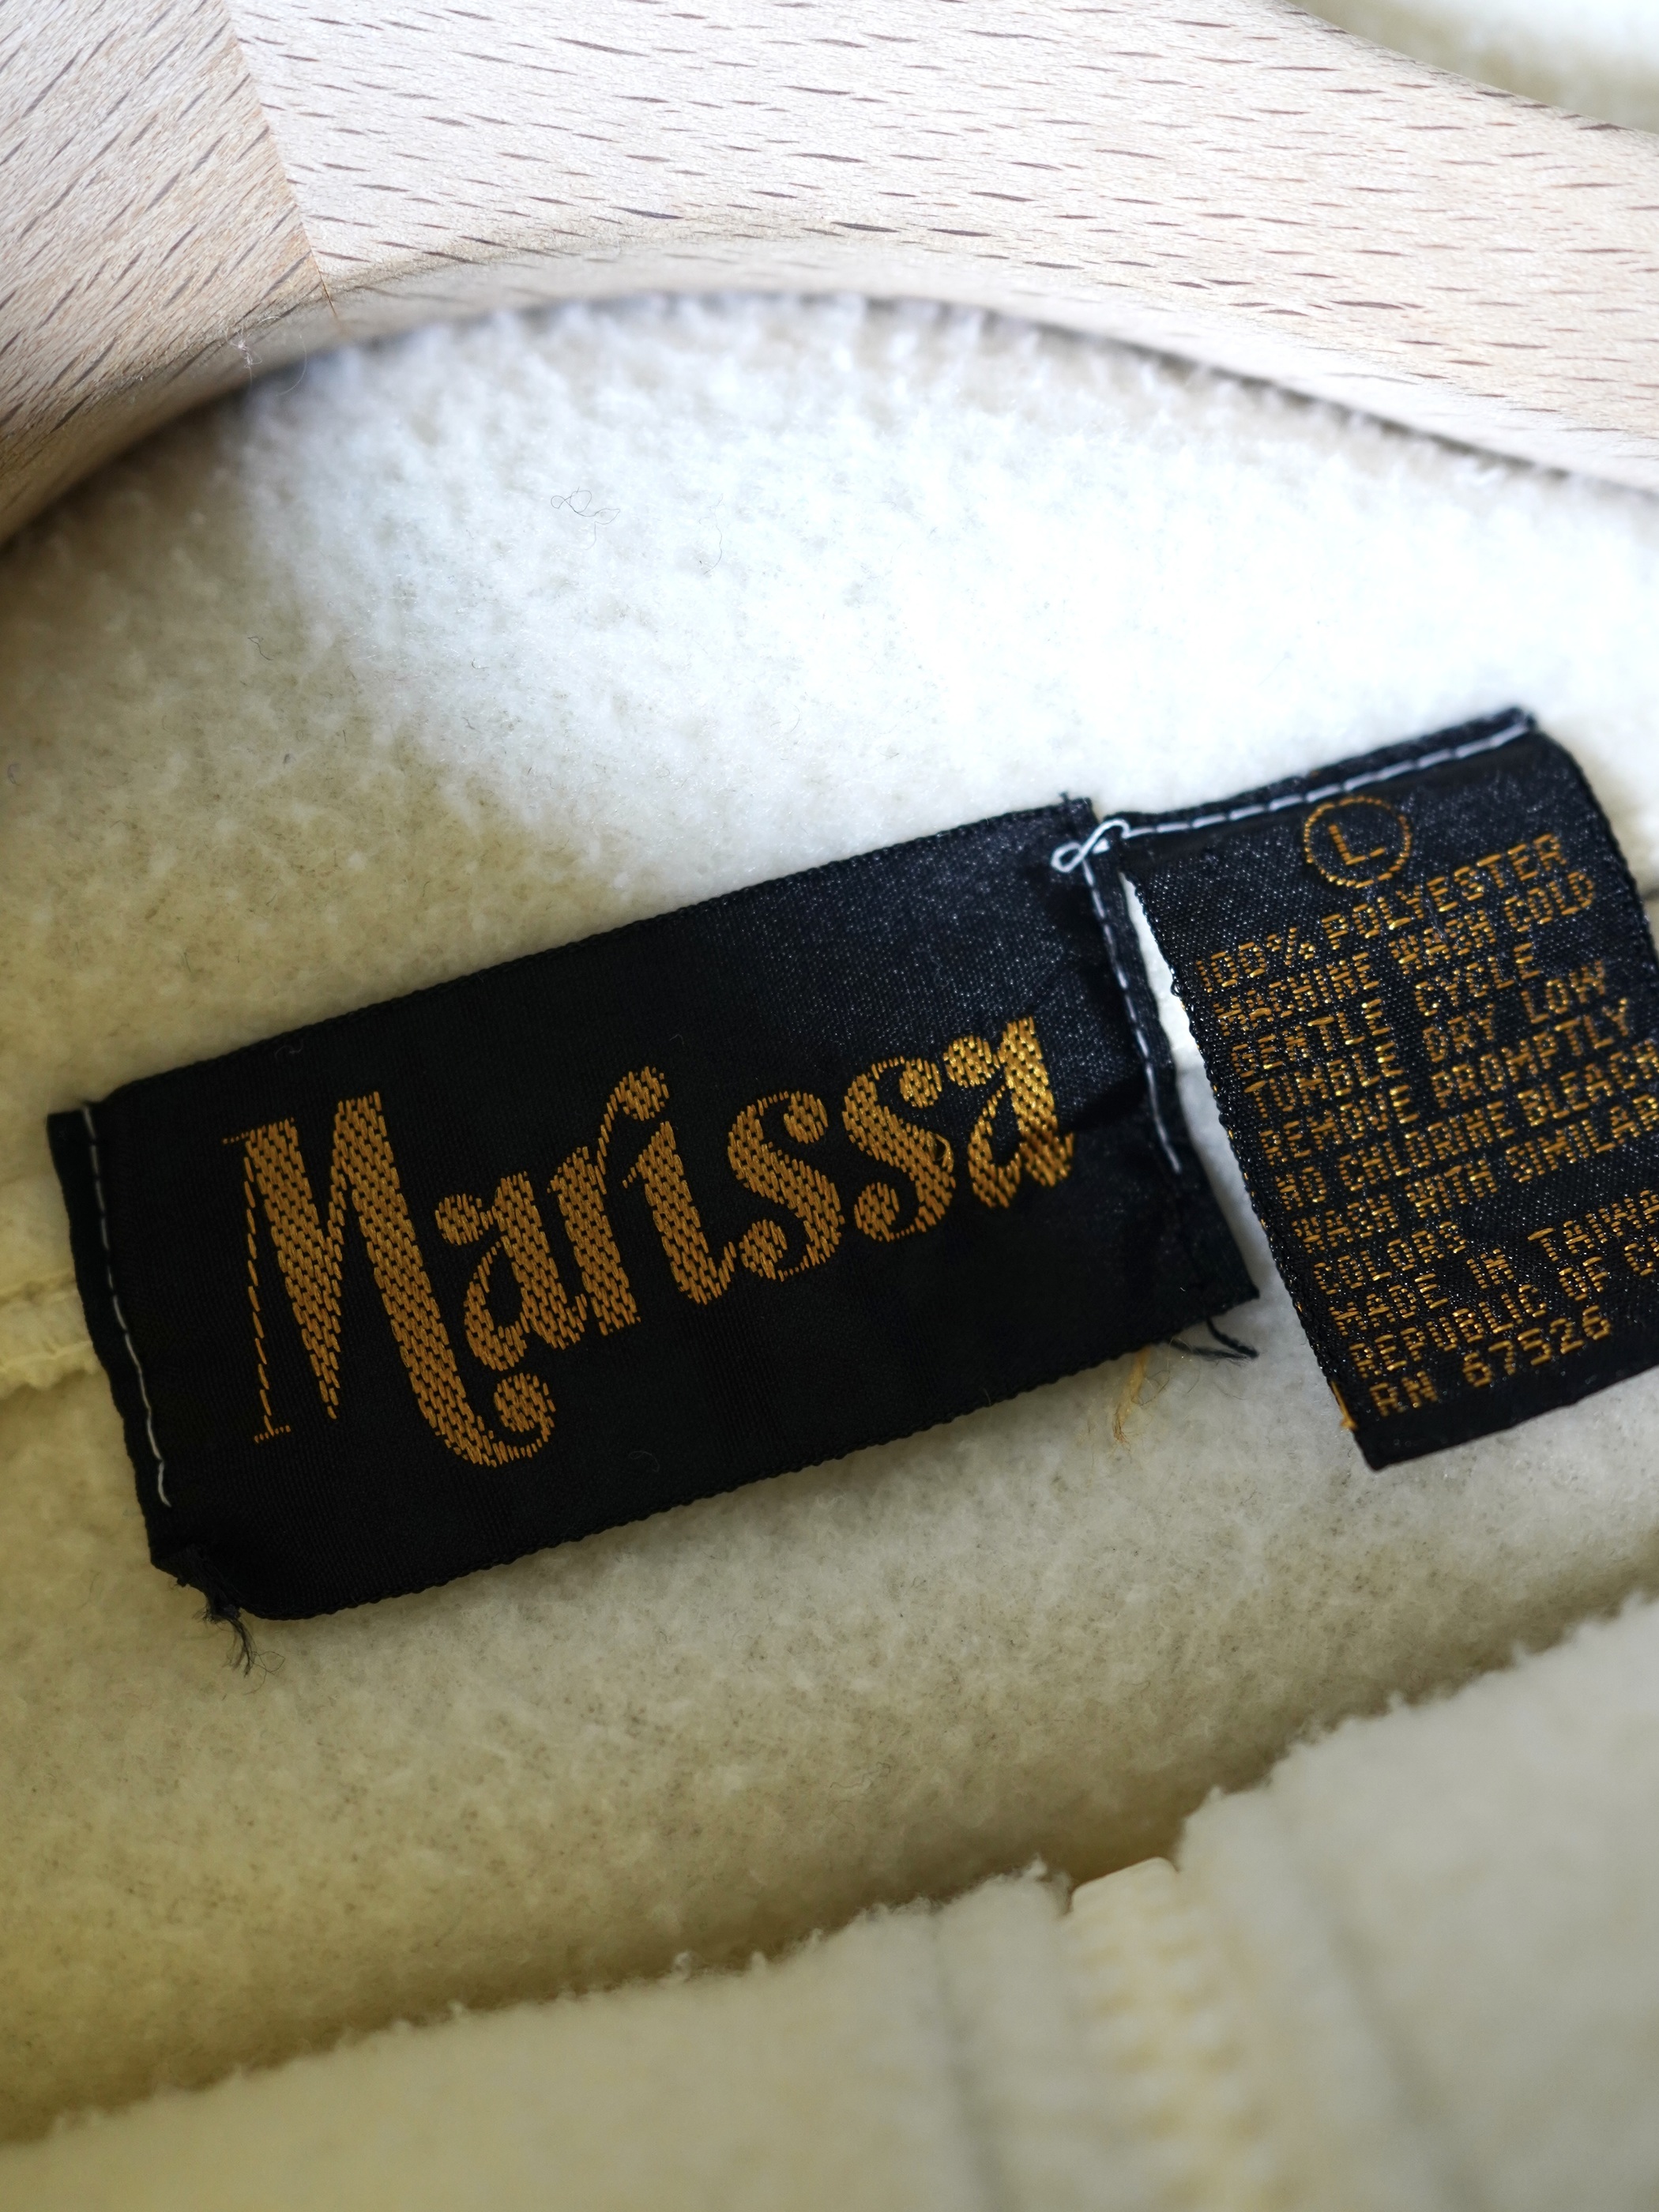 Marissa
L
100% POLYESTER
MACHINE WASH COLD
GENTLE CYCLE
TUMBLE DRY LOW
REMOVE PROMPTLY
NO CHLORINE BLEACH
WASH WITH SIMILAR
COLORS
MADE IN TAIWA
REPUBLIC OF C
RN 67526